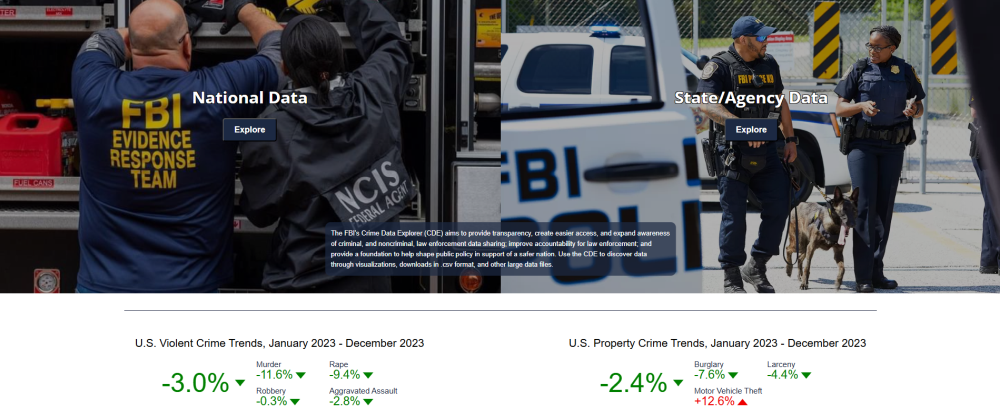 FBI
EVIDENCE
RESPONSE
TEAM
NCIS
FEDERAL AGENT
FUEL CANS
National Data
Explore
FBI
POLICE
FBI POLICE K9
State/Agency Data
Explore
The FBI's Crime Data Explorer (CDE) aims to provide transparency, create easier access, and expand awareness
of criminal, and noncriminal, law enforcement data sharing; improve accountability for law enforcement; and
provide a foundation to help shape public policy in support of a safer nation. Use the CDE to discover data
through visualizations, downloads in .csv format, and other large data files.
U.S. Violent Crime Trends, January 2023 - December 2023
-3.0%
Murder
-11.6%
Rape
-9.4%
Robbery
-0.3%
Aggravated Assault
-2.8%
U.S. Property Crime Trends, January 2023 - December 2023
-2.4%
Burglary
-7.6%
Larceny
-4.4%
Motor Vehicle Theft
+12.6%